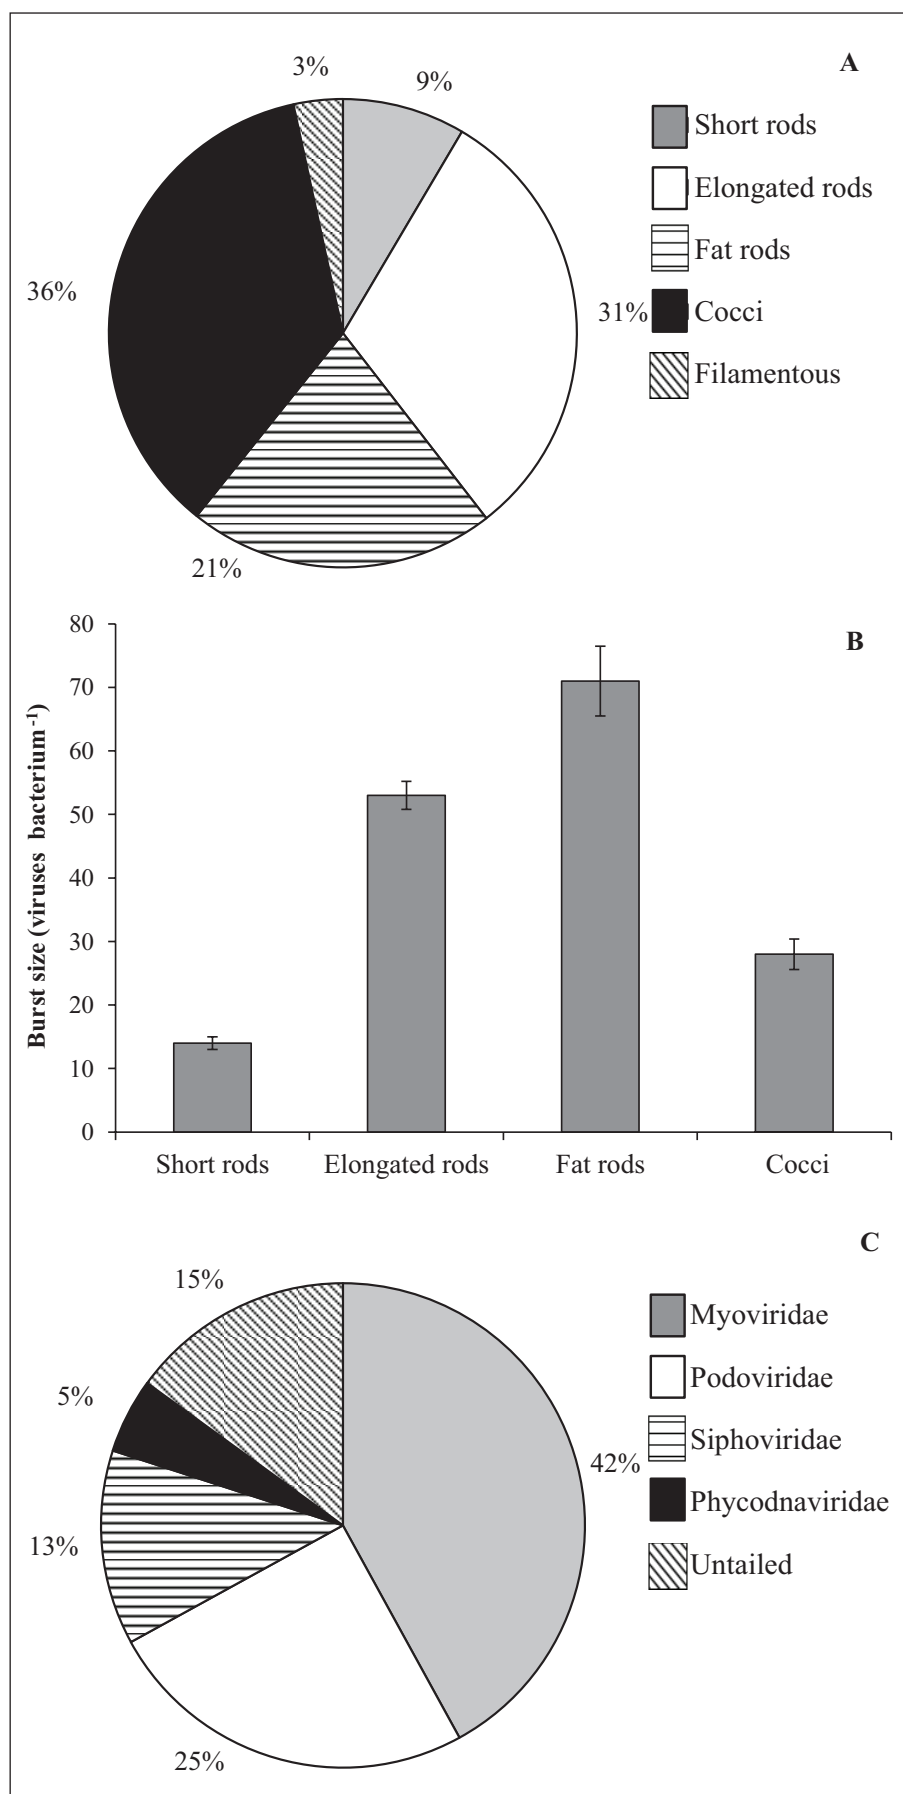 A
3%
9%
Short rods
Elongated rods
Fat rods
36%
31%
Cocci
Filamentous
21%
B
Burst size (viruses bacterium⁻¹)
80
70
60
50
40
30
20
10
0
Short rods Elongated rods Fat rods Cocci
C
15%
Myoviridae
Podoviridae
5%
Siphoviridae
42%
Phycodnaviridae
13%
Untailed
25%